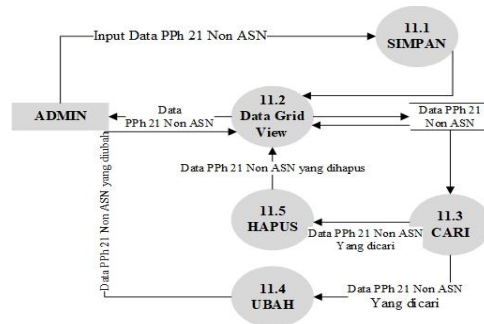 Input Data PPh 21 Non ASN
11.1
SIMPAN
ADMIN
Data
PPh 21 Non ASN
11.2
Data Grid
View
Data PPh 21
Non ASN
Data PPh 21 Non ASN yang diubah
Data PPh 21 Non ASN yang dihapus
11.5
HAPUS
Data PPh 21 Non ASN
Yang dicari
11.3
CARI
11.4
UBAH
Data PPh 21 Non ASN
Yang dicari